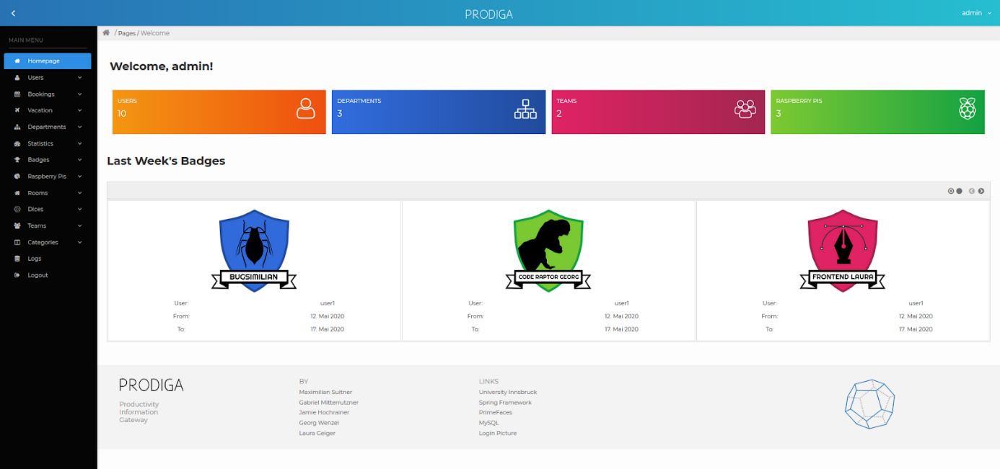 PRODIGA
admin
MAIN MENU
Homepage
Users
Bookings
Vacation
Departments
Statistics
Badges
Raspberry Pis
Rooms
Dices
Teams
Categories
Logs
Logout
/ Pages / Welcome
Welcome, admin!
USERS
10
DEPARTMENTS
3
TEAMS
2
RASPBERRY PIS
3
Last Week's Badges
BUGSIMILIAN
User: user1
From: 12. Mai 2020
To: 17. Mai 2020
CODE RAPTOR GEORG
User: user1
From: 12. Mai 2020
To: 17. Mai 2020
FRONTEND LAURA
User: user1
From: 12. Mai 2020
To: 17. Mai 2020
PRODIGA
Productivity
Information
Gateway
BY
Maximilian Suitner
Gabriel Mitterrutzner
Jamie Hochrainer
Georg Wenzel
Laura Geiger
LINKS
University Innsbruck
Spring Framework
PrimeFaces
MySQL
Login Picture